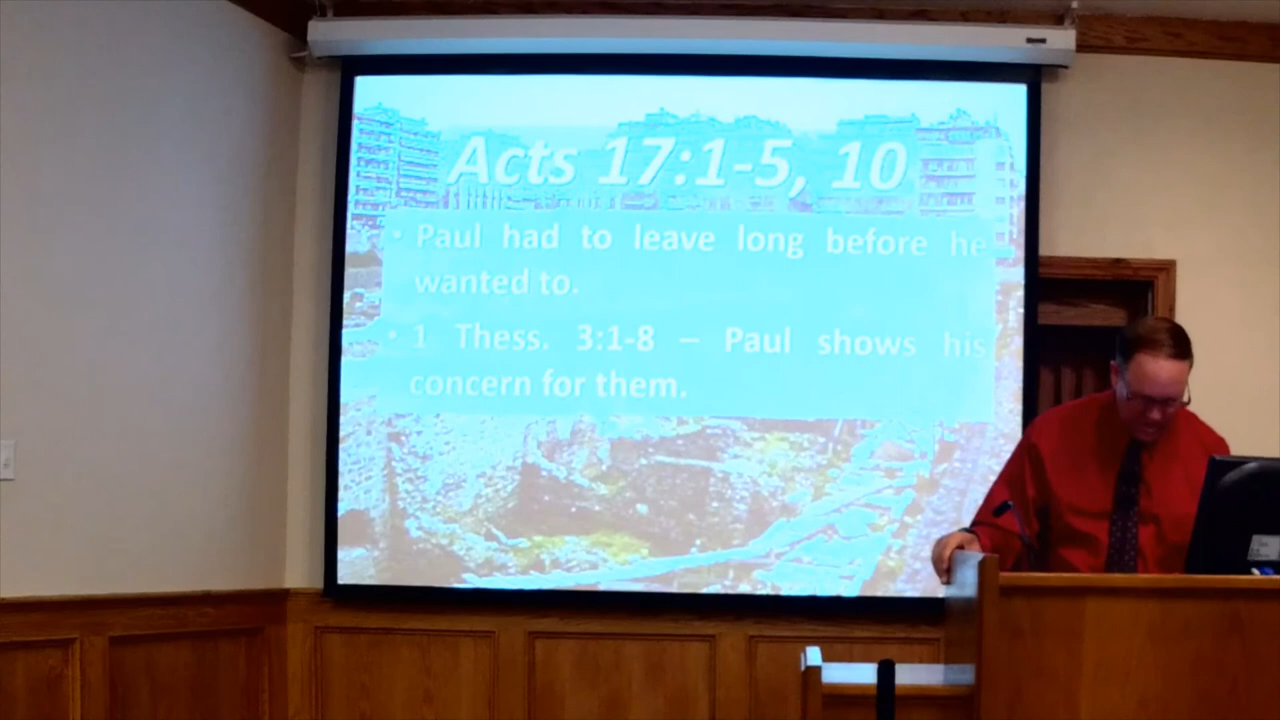 Acts 17:1-5, 10
• Paul had to leave long before he
wanted to.
• 1 Thess. 3:1-8 – Paul shows his
concern for them.